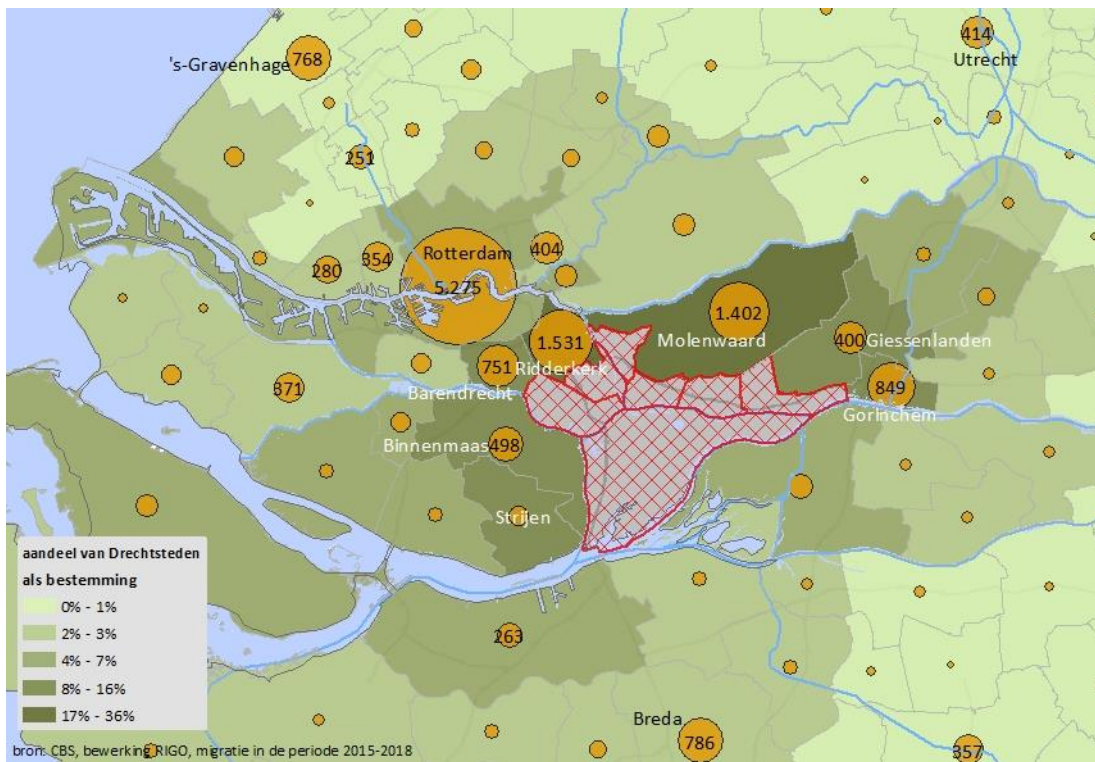 414
Utrecht
768
's-Gravenhage
251
Rotterdam
404
354
280
5.275
1.402
1.531
Molenwaard
400
Giessenlanden
751
Ridderkerk
371
Barendrecht
849
Gorinchem
Binnenmaas
498
Strijen
aandeel van Drechtsteden
als bestemming
0% - 1%
2% - 3%
4% - 7%
8% - 16%
17% - 36%
263
Breda
786
357
bron: CBS, bewerking RIGO, migratie in de periode 2015-2018